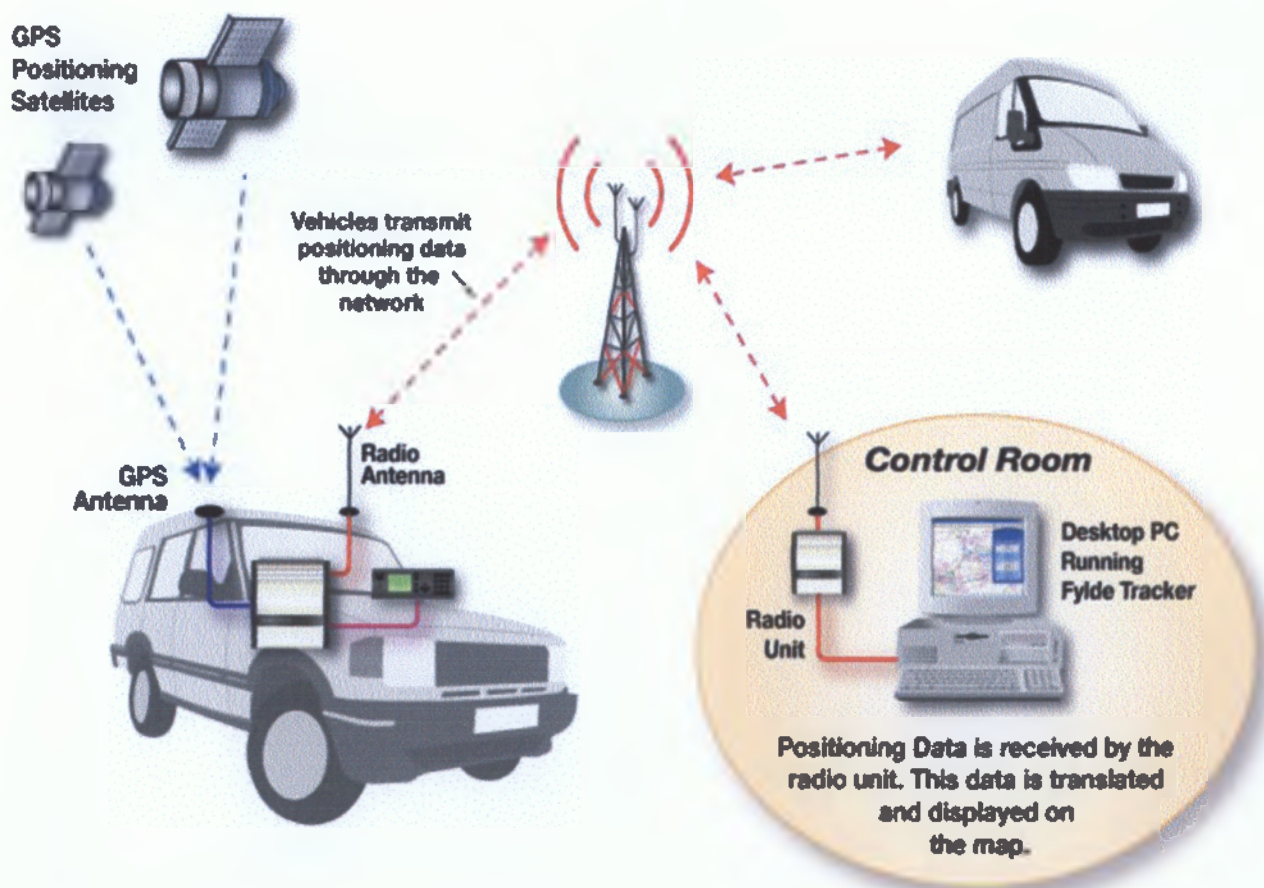 GPS
Positioning
Satellites
Vehicles transmit
positioning data
through the
network
Radio
Antenna
GPS
Antenna
Control Room
Desktop PC
Running
Fylde Tracker
Radio
Unit
Positioning Data is received by the
radio unit. This data is translated
and displayed on
the map.